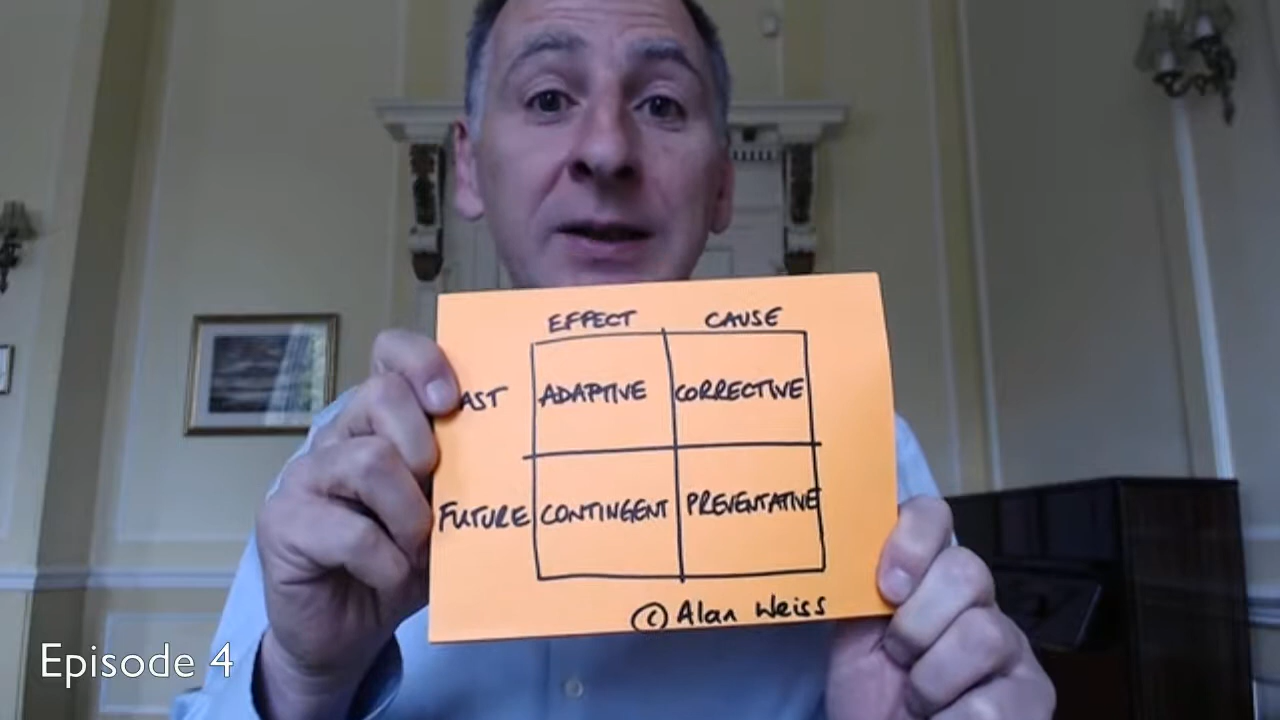 EFFECT CAUSE
AST ADAPTIVE CORRECTIVE
FUTURE CONTINGENT PREVENTATIVE
© Alan Weiss
Episode 4